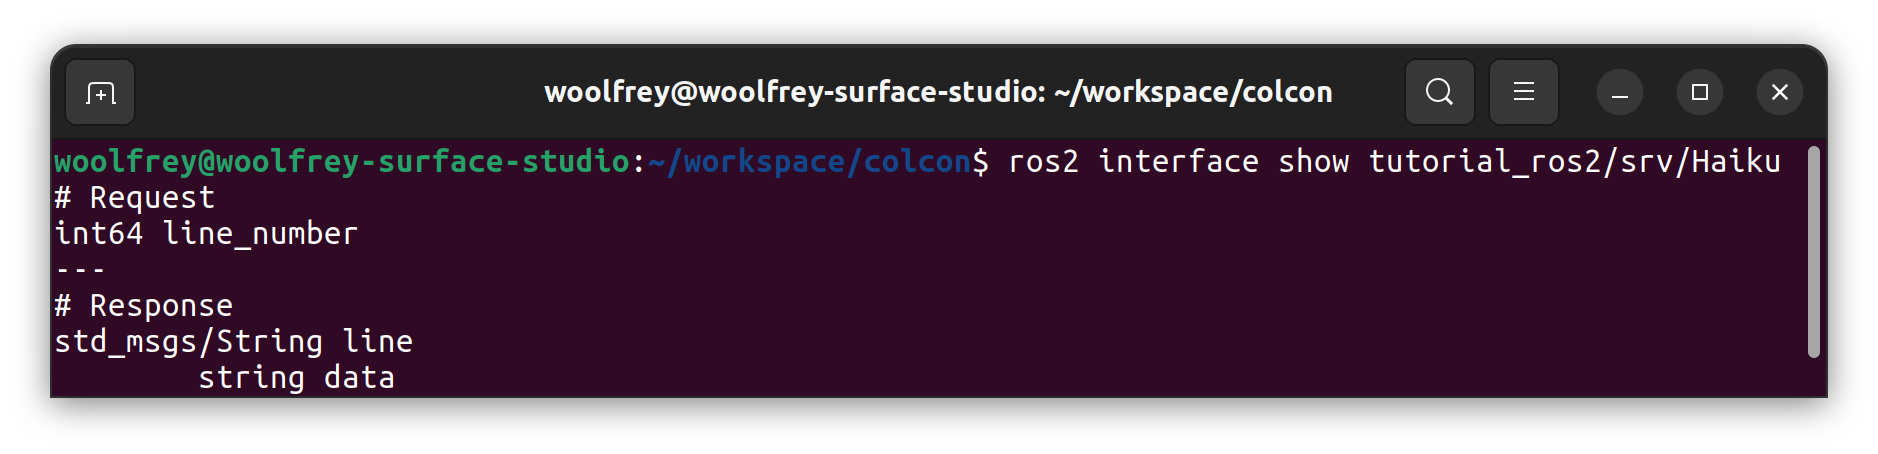 woolfrey@woolfrey-surface-studio: ~/workspace/colcon
woolfrey@woolfrey-surface-studio:~/workspace/colcon$ ros2 interface show tutorial_ros2/srv/Haiku
# Request
int64 line_number
---
# Response
std_msgs/String line
        string data